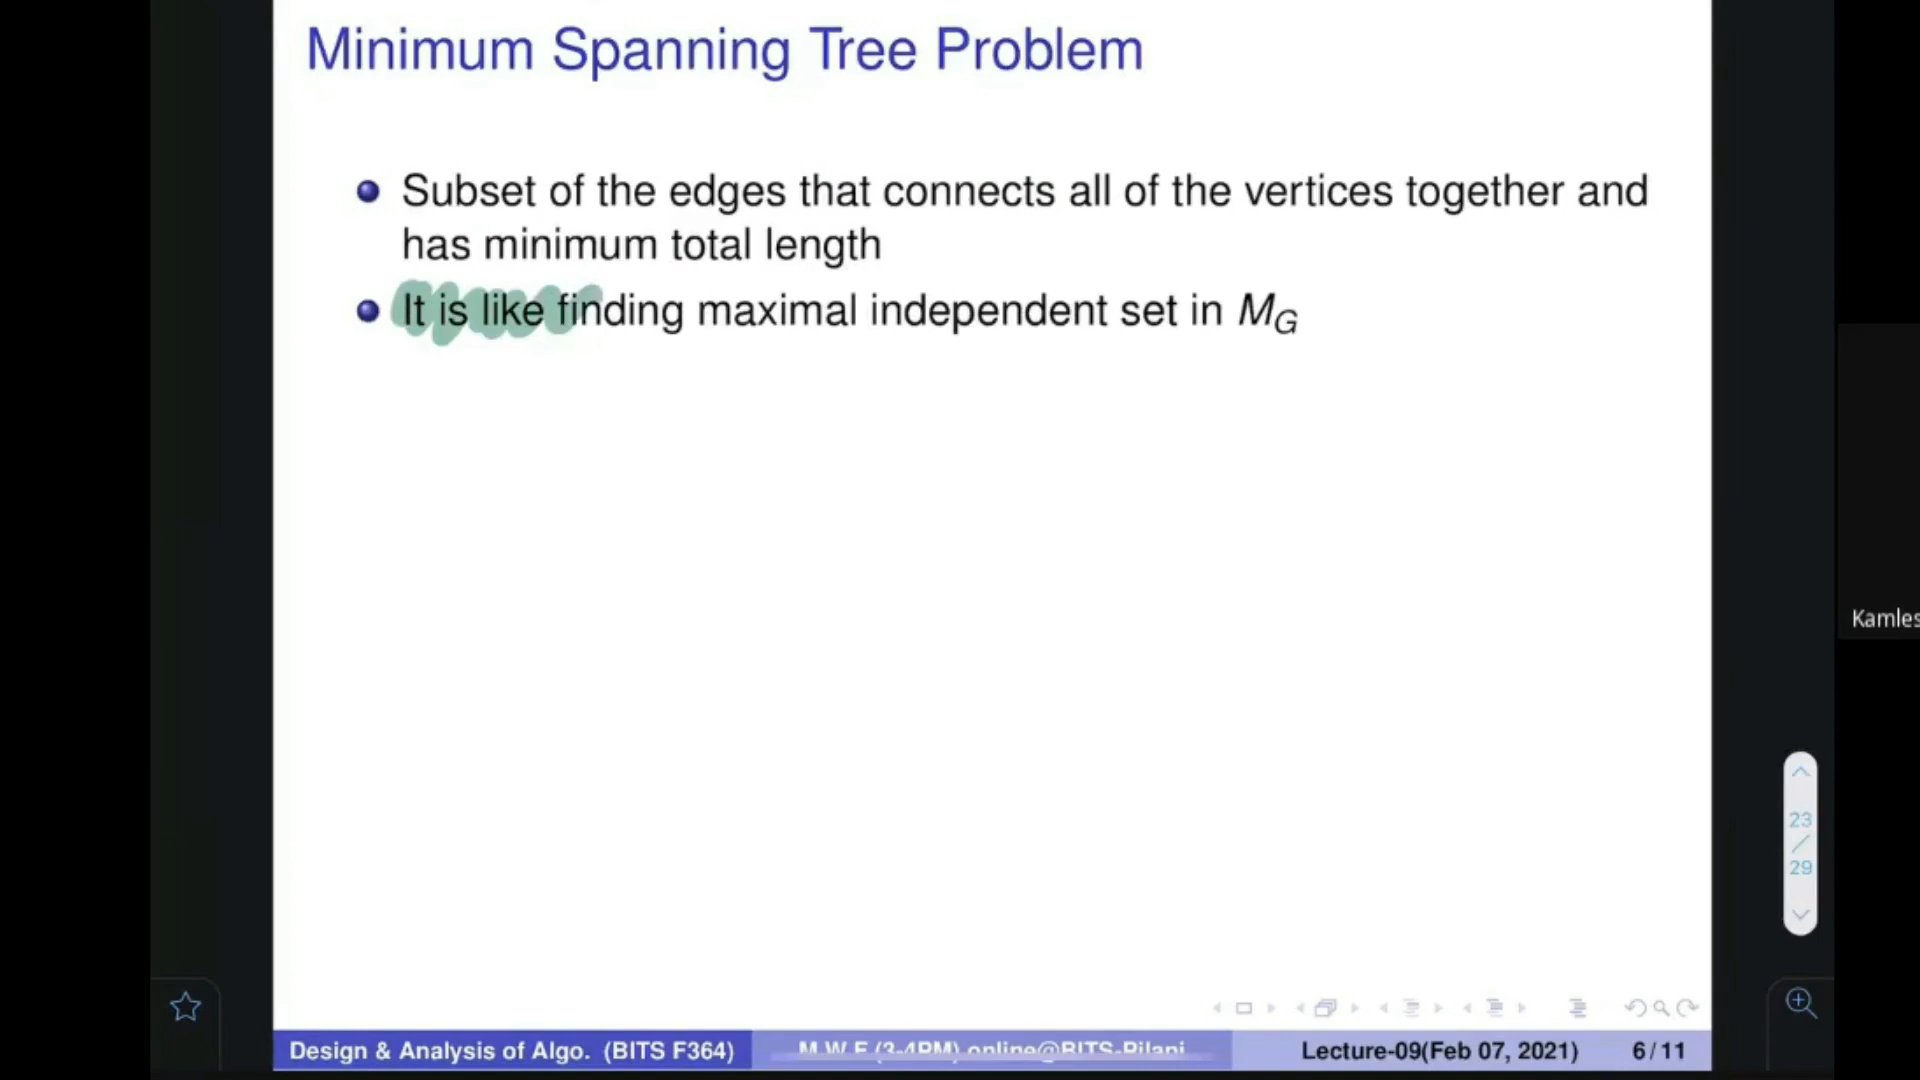 Minimum Spanning Tree Problem
Subset of the edges that connects all of the vertices together and
has minimum total length
It is like finding maximal independent set in M_G
Kamles
23
/
29
Design & Analysis of Algo. (BITS F364) M W F (3-4PM) online@BITS-Pilani Lecture-09(Feb 07, 2021) 6/11